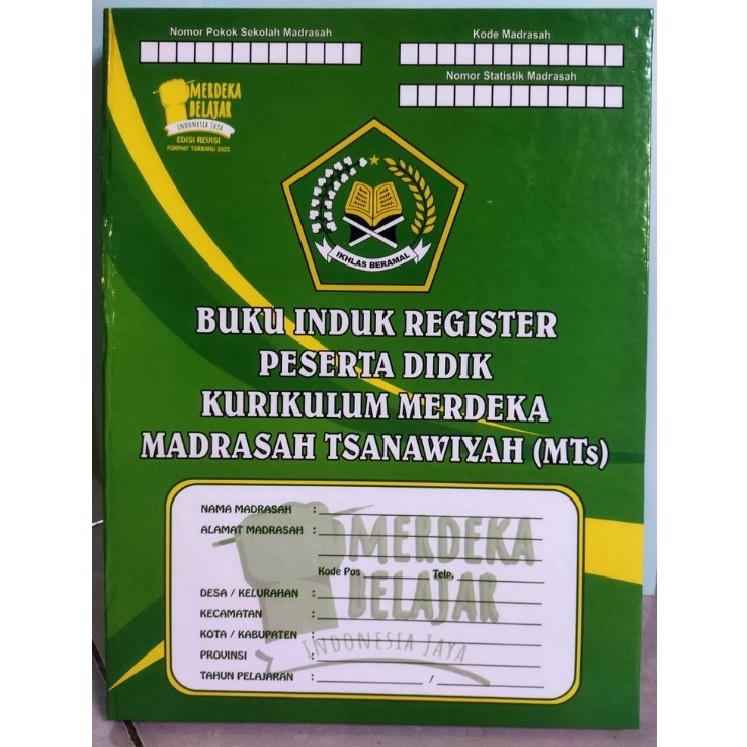 Nomor Pokok Sekolah Madrasah
Kode Madrasah
Nomor Statistik Madrasah
MERDEKA
BELAJAR
INDONESIA JAYA
EDISI REVISI
FORMAT TERBARU 2022
IKHLAS BERAMAL
BUKU INDUK REGISTER
PESERTA DIDIK
KURIKULUM MERDEKA
MADRASAH TSANAWIYAH (MTs)
NAMA MADRASAH :
ALAMAT MADRASAH :
Kode Pos Telp.
DESA / KELURAHAN :
KECAMATAN :
KOTA / KABUPATEN :
PROVINSI :
TAHUN PELAJARAN : /
MERDEKA
BELAJAR
INDONESIA JAYA